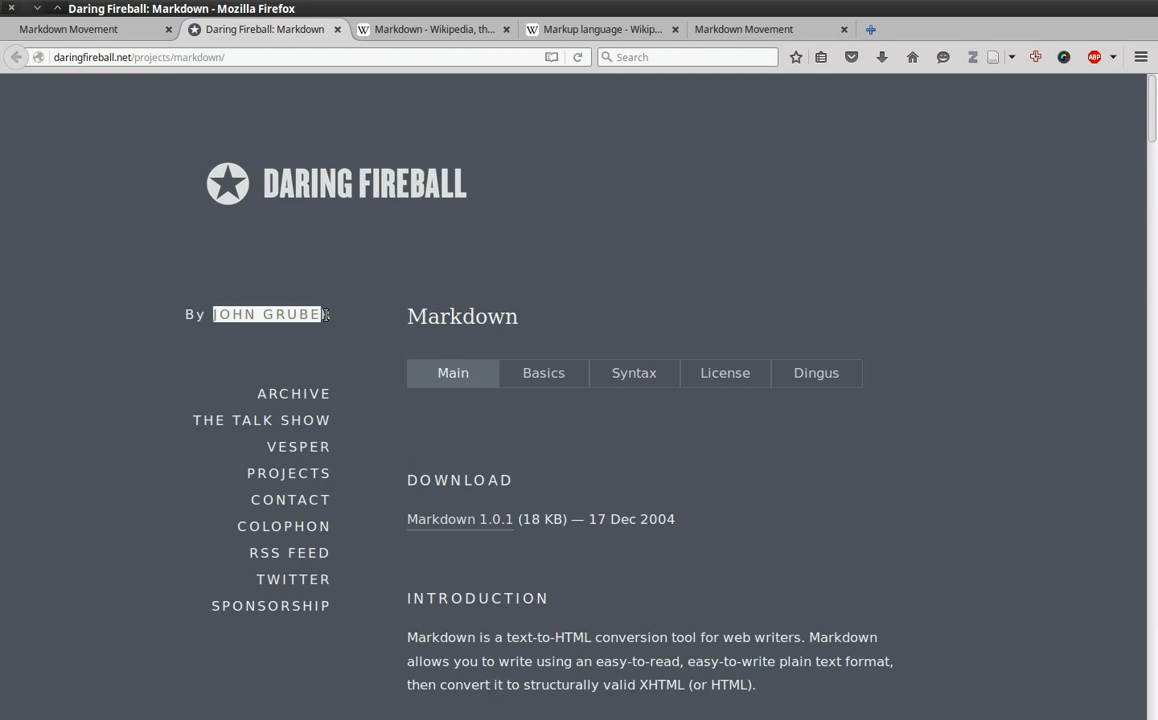 Daring Fireball: Markdown - Mozilla Firefox
Markdown Movement
Daring Fireball: Markdown
Markdown - Wikipedia, th...
Markup language - Wikip...
Markdown Movement
daringfireball.net/projects/markdown/
Search
ABP
DARING FIREBALL
By JOHN GRUBER
ARCHIVE
THE TALK SHOW
VESPER
PROJECTS
CONTACT
COLOPHON
RSS FEED
TWITTER
SPONSORSHIP
Markdown
Main Basics Syntax License Dingus
DOWNLOAD
Markdown 1.0.1 (18 KB) — 17 Dec 2004
INTRODUCTION
Markdown is a text-to-HTML conversion tool for web writers. Markdown
allows you to write using an easy-to-read, easy-to-write plain text format,
then convert it to structurally valid XHTML (or HTML).